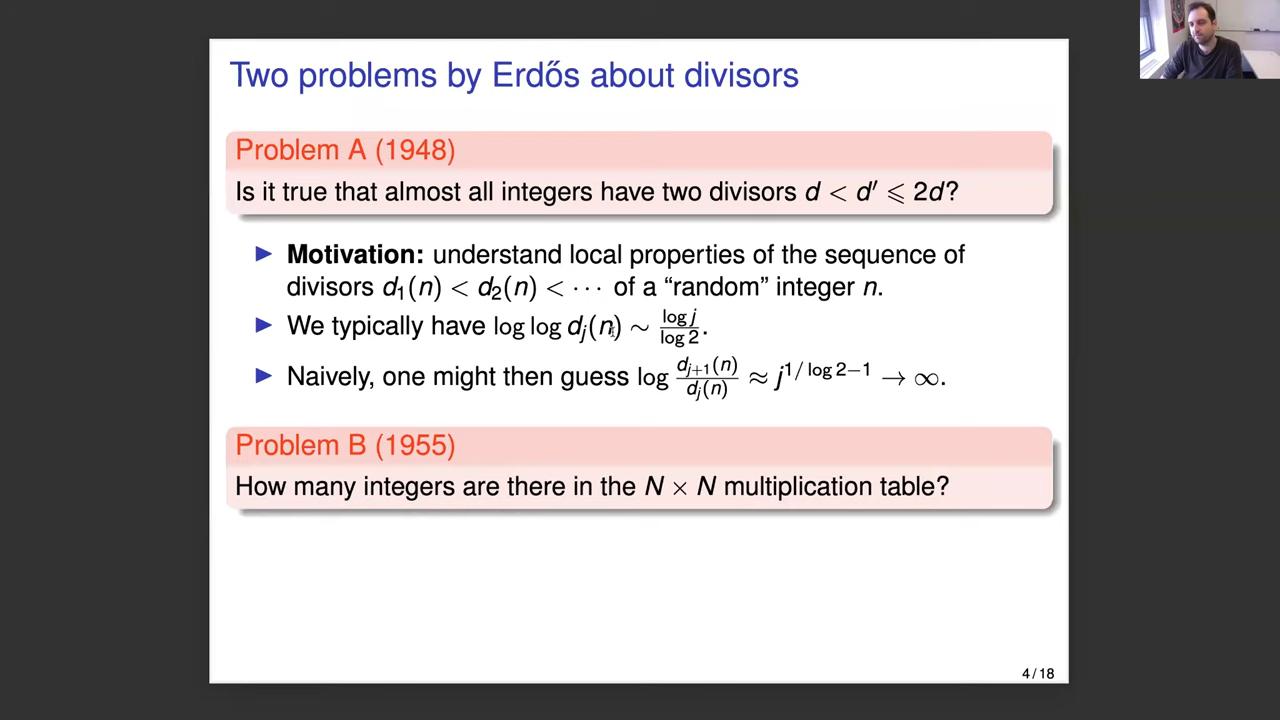 Two problems by Erdős about divisors
Problem A (1948)
Is it true that almost all integers have two divisors d < d′ ⩽ 2d?
▶ Motivation: understand local properties of the sequence of
divisors d₁(n) < d₂(n) < ⋯ of a “random” integer n.
▶ We typically have log log dⱼ(n) ∼ log j / log 2.
▶ Naively, one might then guess log dⱼ₊₁(n)/dⱼ(n) ≈ j^{1/log 2−1} → ∞.
Problem B (1955)
How many integers are there in the N × N multiplication table?
4 / 18